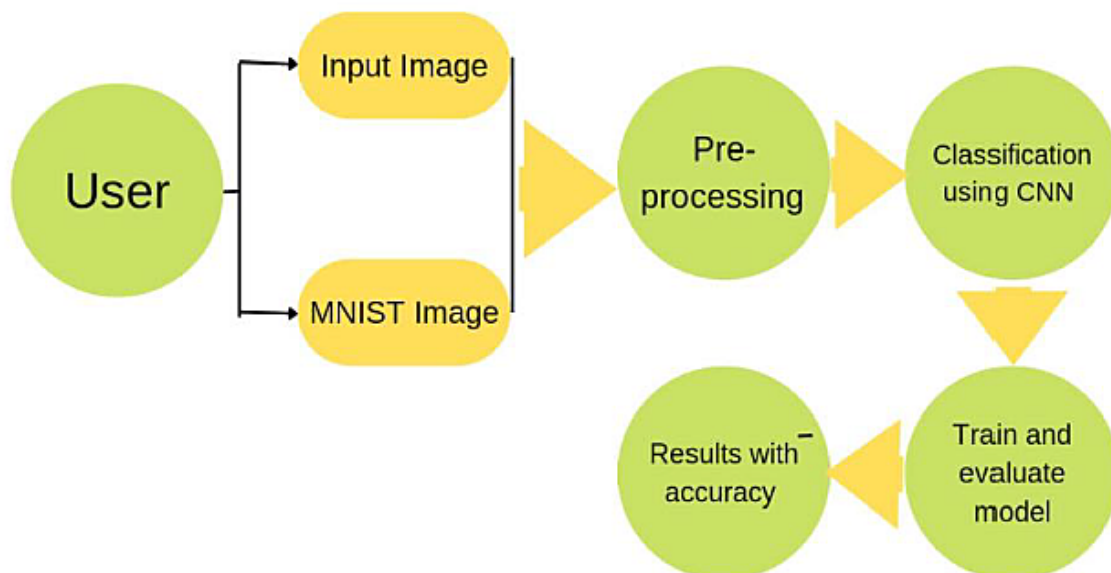 Input Image
User
MNIST Image
Pre-
processing
Classification
using CNN
Train and
evaluate
model
Results with
accuracy